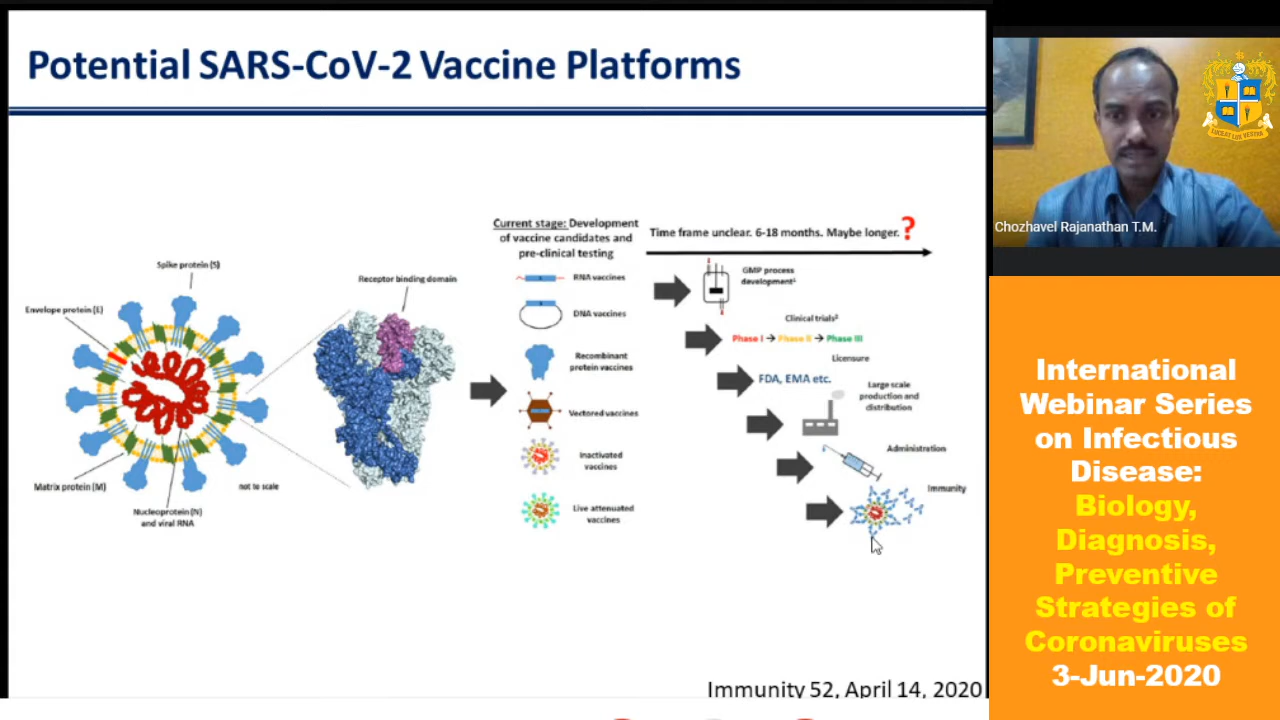 Potential SARS-CoV-2 Vaccine Platforms
Spike protein (S)
Envelope protein (E)
Matrix protein (M)
Nucleoprotein (N)
and viral RNA
not to scale
Receptor binding domain
Current stage: Development
of vaccine candidates and
pre-clinical testing
RNA vaccines
DNA vaccines
Recombinant
protein vaccines
Vectored vaccines
Inactivated
vaccines
Live attenuated
vaccines
Time frame unclear. 6-18 months. Maybe longer. ?
GMP process
development¹
Clinical trials²
Phase I → Phase II → Phase III
Licensure
FDA, EMA etc.
Large scale
production and
distribution
Administration
Immunity
Immunity 52, April 14, 2020
Chozhavel Rajanathan T.M.
International
Webinar Series
on Infectious
Disease:
Biology,
Diagnosis,
Preventive
Strategies of
Coronaviruses
3-Jun-2020